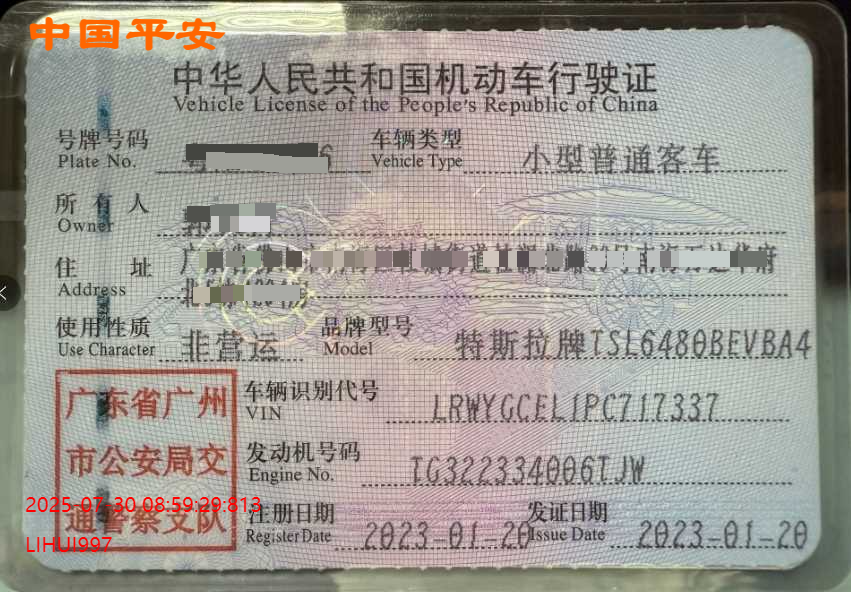 中国平安
中华人民共和国机动车行驶证
Vehicle License of the People's Republic of China
号牌号码
Plate No.
车辆类型 小型普通客车
Vehicle Type
所有人
Owner
住址
Address
使用性质 非营运
Use Character
品牌型号 特斯拉牌TSL6480BEVBA4
Model
广东省广州
市公安局交
通警察支队
车辆识别代号 LRWYGCEL1PC717337
VIN
发动机号码 TG322334006TJW
Engine No.
注册日期 2023-01-20
Register Date
发证日期 2023-01-20
Issue Date
2025-07-30 08:59:29:813
LIHUI997